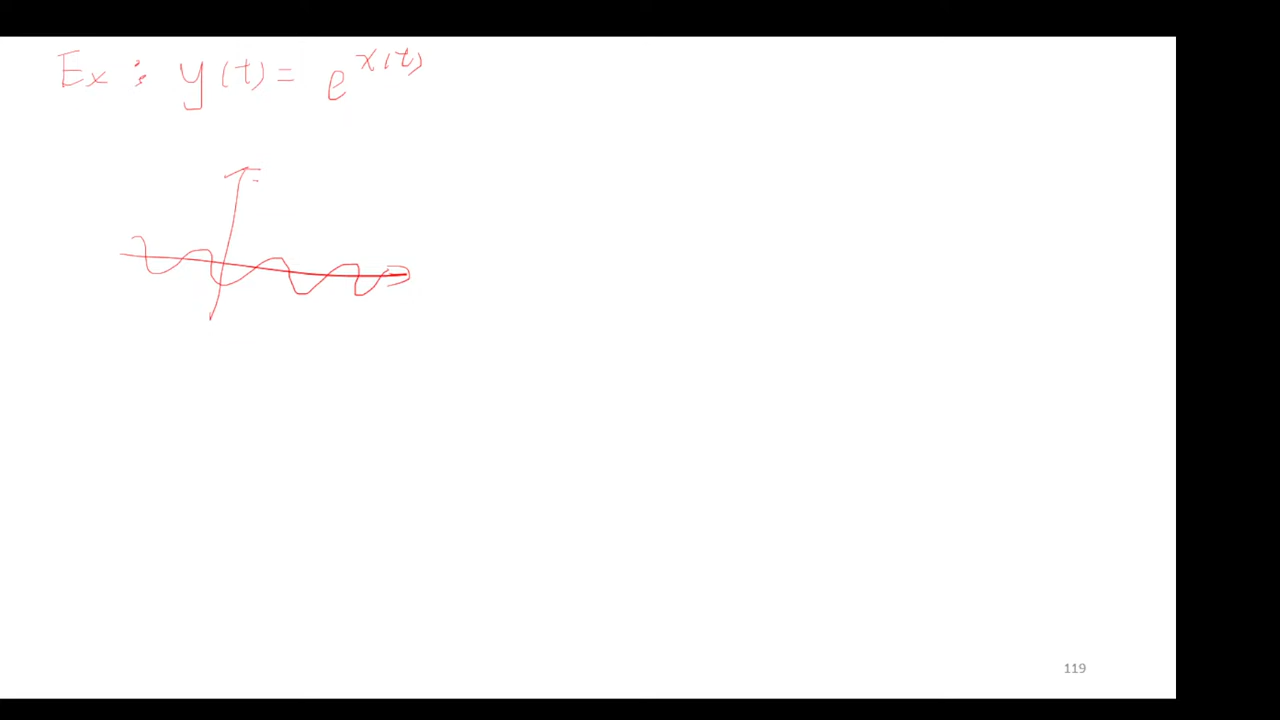 Ex : y(t) = e^x(t)
119